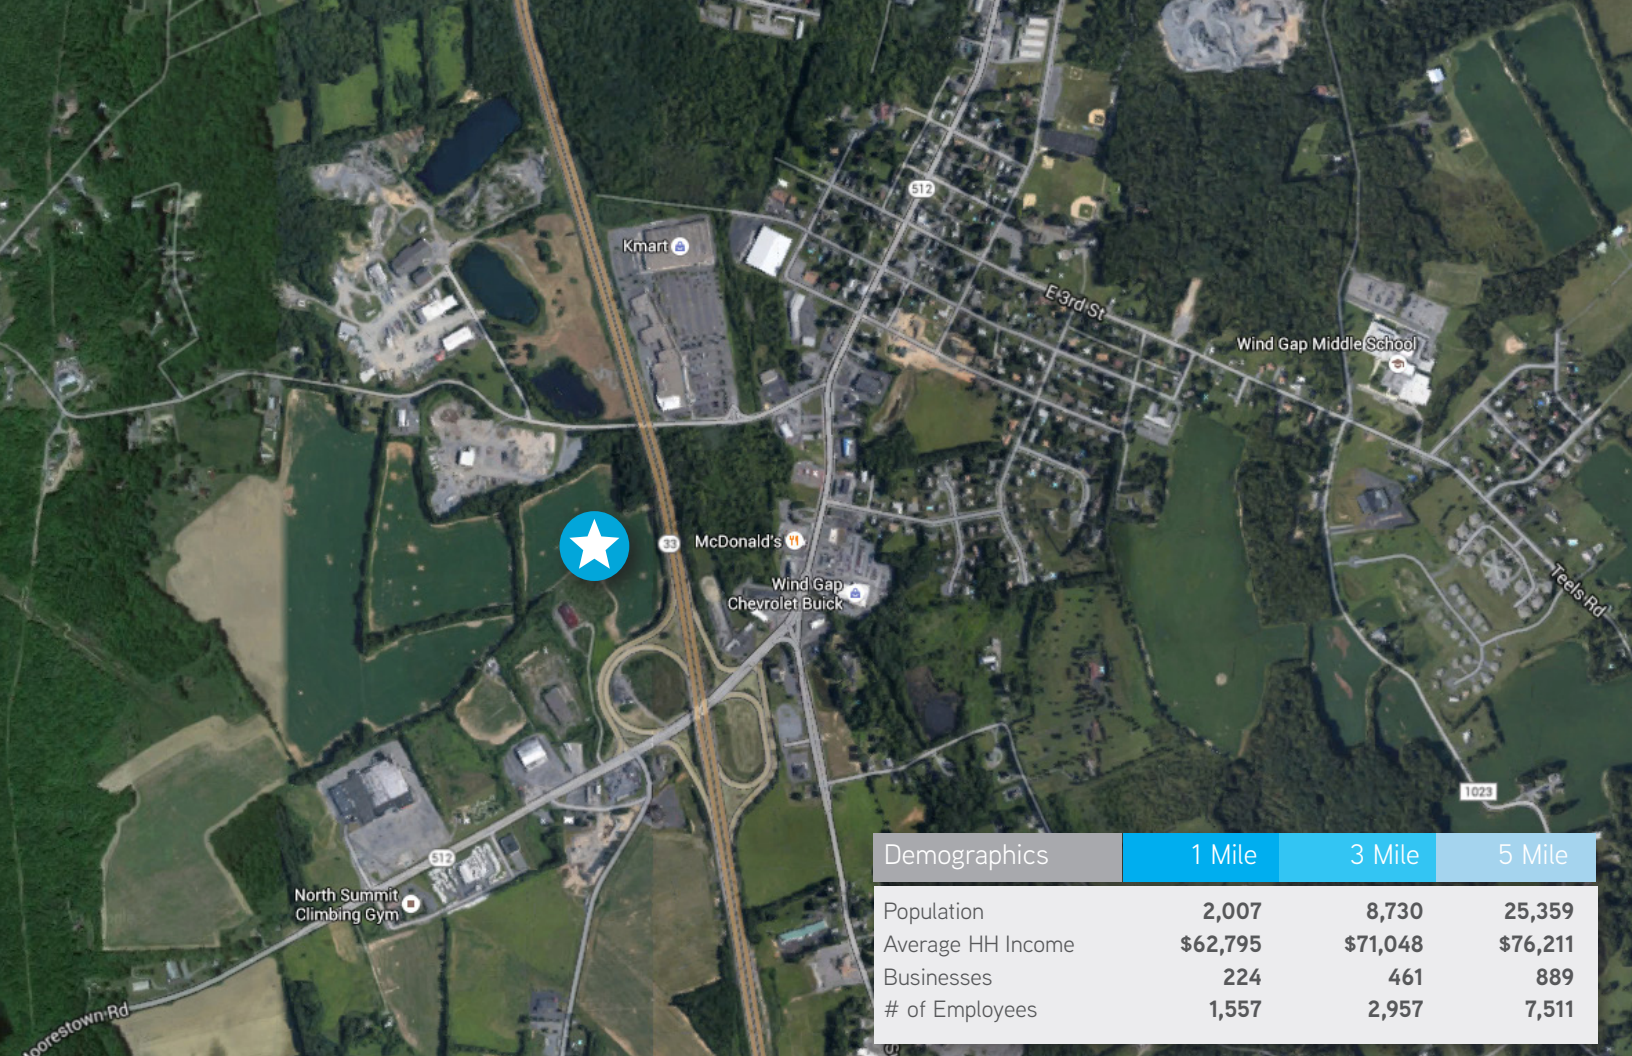 512
Kmart
E 3rd St
Wind Gap Middle School
33
McDonald's
Wind Gap
Chevrolet Buick
Teels Rd
1023
512
North Summit
Climbing Gym
Moorestown Rd
Demographics 1 Mile 3 Mile 5 Mile
Population 2,007 8,730 25,359
Average HH Income $62,795 $71,048 $76,211
Businesses 224 461 889
# of Employees 1,557 2,957 7,511